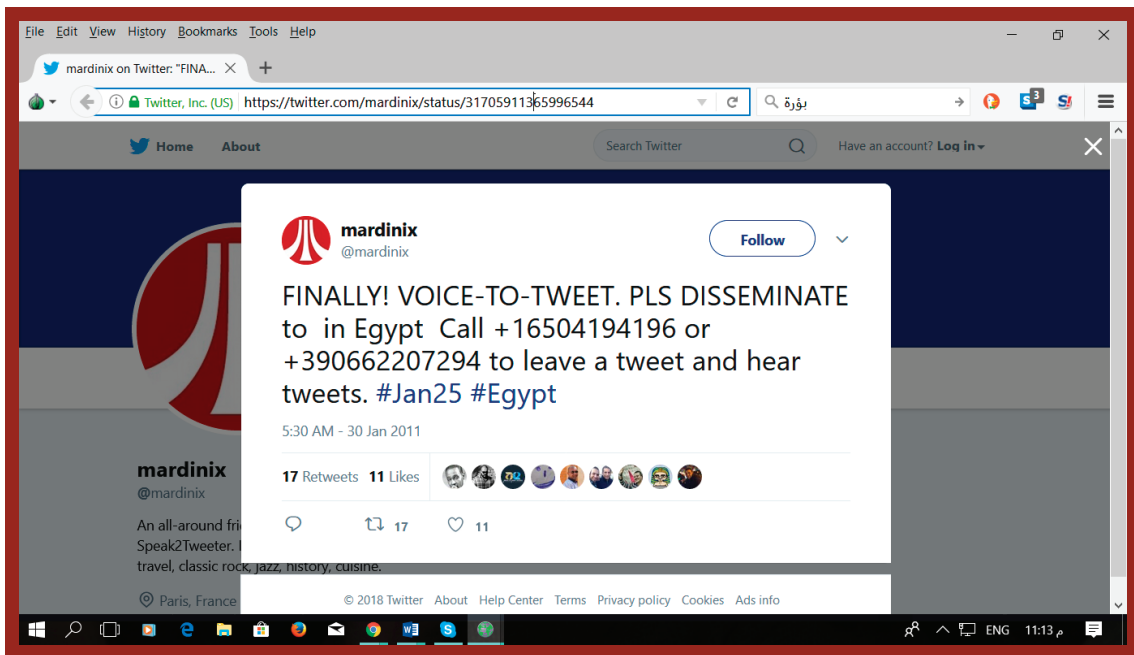 File Edit View History Bookmarks Tools Help
mardinix on Twitter: "FINA...
Twitter, Inc. (US) https://twitter.com/mardinix/status/31705911365996544
بؤرة
3
S
Home About
Search Twitter
Have an account? Log in
mardinix
@mardinix
Follow
FINALLY! VOICE-TO-TWEET. PLS DISSEMINATE
to in Egypt Call +16504194196 or
+390662207294 to leave a tweet and hear
tweets. #Jan25 #Egypt
5:30 AM - 30 Jan 2011
17 Retweets 11 Likes
17 11
mardinix
@mardinix
An all-around fri
Speak2Tweeter.
travel, classic rock, jazz, history, cuisine.
Paris, France
© 2018 Twitter About Help Center Terms Privacy policy Cookies Ads info
ENG 11:13 م